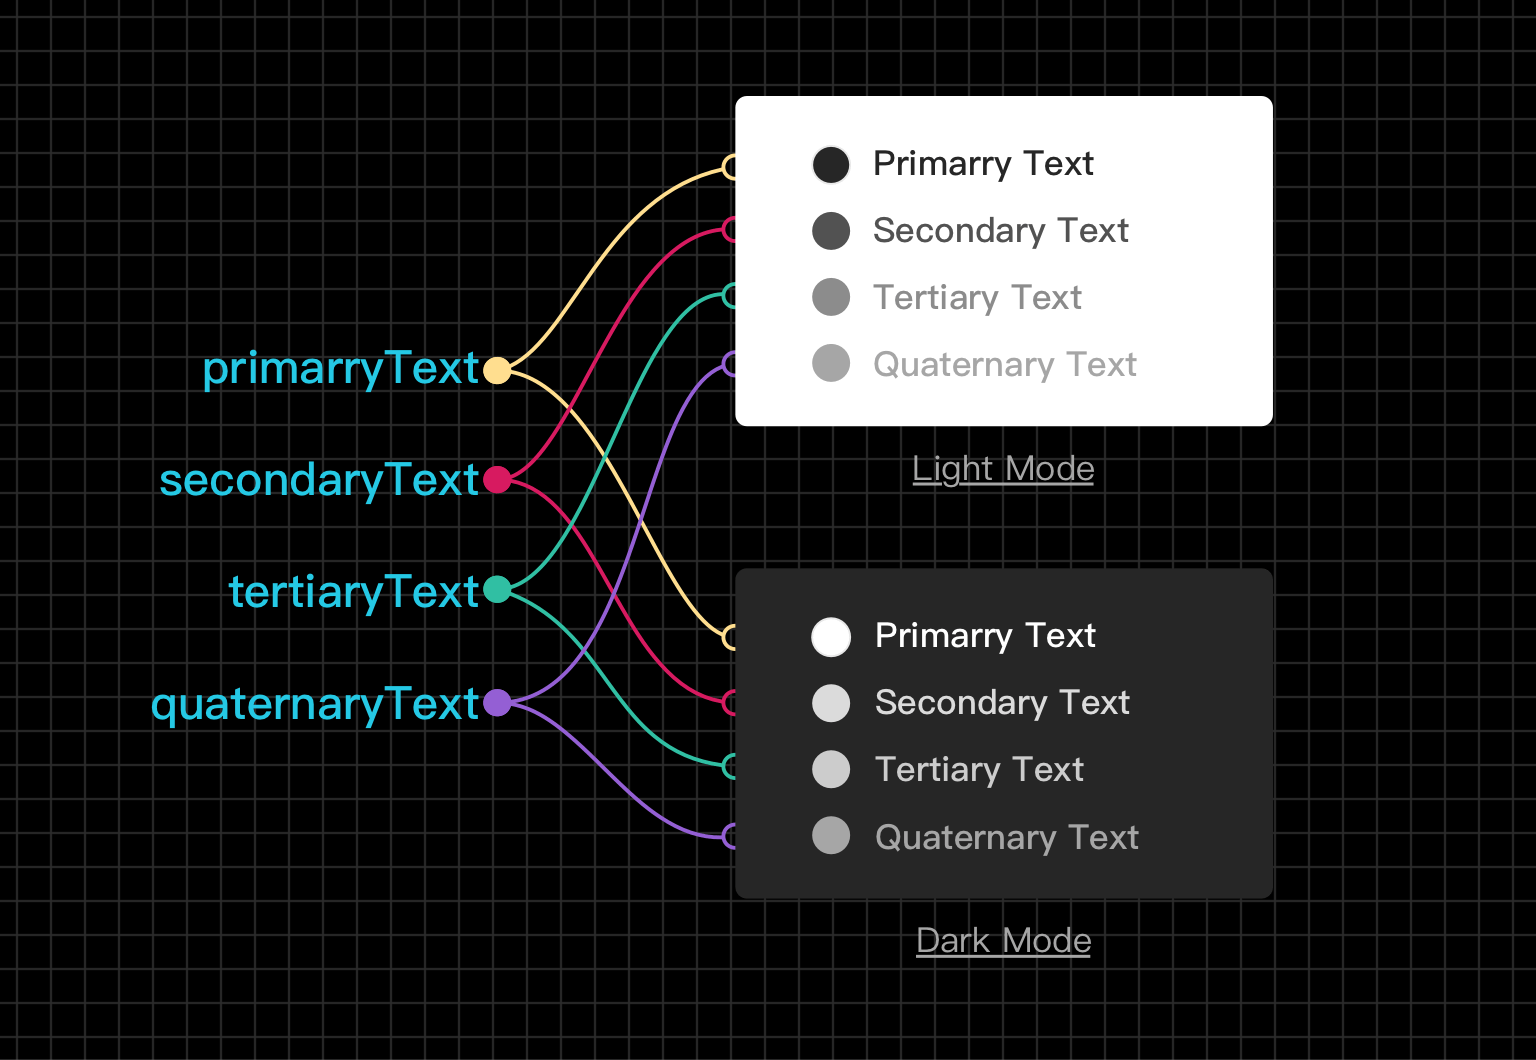 primarryText
secondaryText
tertiaryText
quaternaryText
Primarry Text
Secondary Text
Tertiary Text
Quaternary Text
Light Mode
Primarry Text
Secondary Text
Tertiary Text
Quaternary Text
Dark Mode